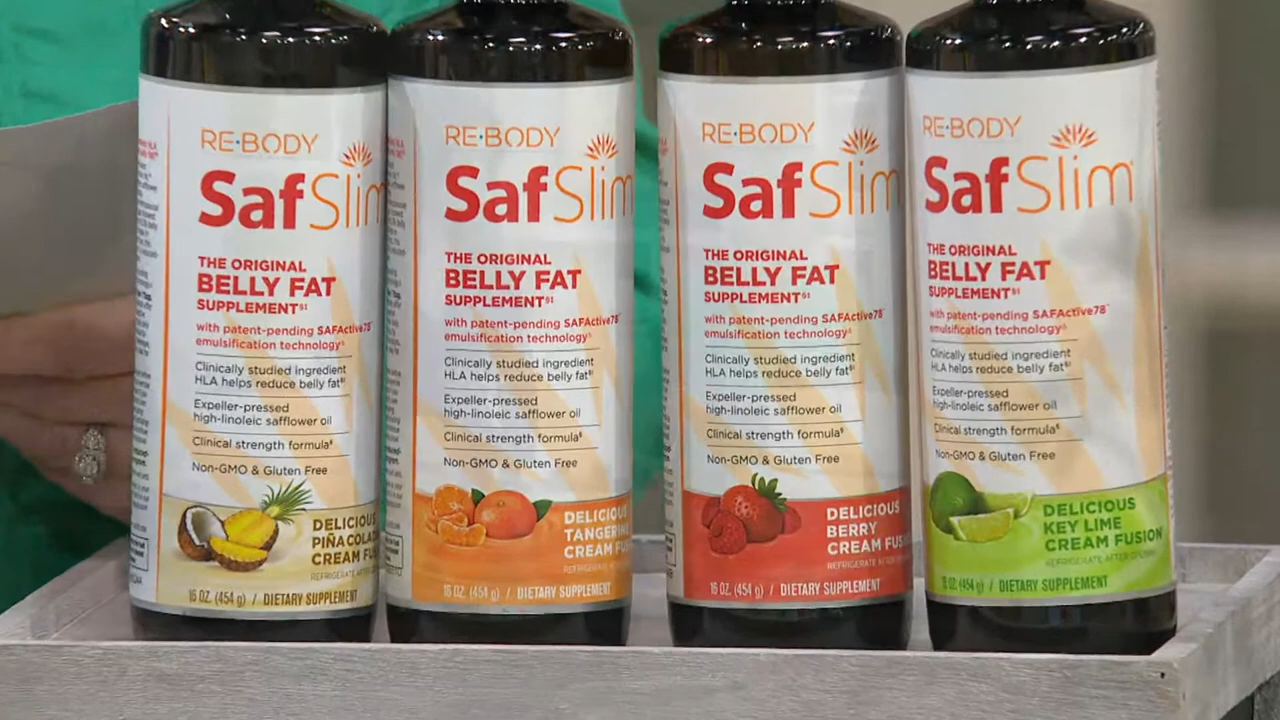 RE·BODY
SafSlim
THE ORIGINAL
BELLY FAT
SUPPLEMENT
with patent-pending SAFActive78
emulsification technology
Clinically studied ingredient
HLA helps reduce belly fat
Expeller-pressed
high-linoleic safflower oil
Clinical strength formula
Non-GMO & Gluten Free
DELICIOUS
PIÑA COLADA
CREAM
REFRIGERATE AFTER
16 OZ. (454 g) / DIETARY SUPPLEMENT
RE·BODY
SafSlim
THE ORIGINAL
BELLY FAT
SUPPLEMENT
with patent-pending SAFActive78
emulsification technology
Clinically studied ingredient
HLA helps reduce belly fat
Expeller-pressed
high-linoleic safflower oil
Clinical strength formula
Non-GMO & Gluten Free
DELICIOUS
TANGERINE
CREAM
REFRIGERATE AFTER
16 OZ. (454 g) / DIETARY SUPPLEMENT
RE·BODY
SafSlim
THE ORIGINAL
BELLY FAT
SUPPLEMENT
with patent-pending SAFActive78
emulsification technology
Clinically studied ingredient
HLA helps reduce belly fat
Expeller-pressed
high-linoleic safflower oil
Clinical strength formula
Non-GMO & Gluten Free
DELICIOUS
BERRY
CREAM FUSION
REFRIGERATE AFTER
16 OZ. (454 g) / DIETARY SUPPLEMENT
RE·BODY
SafSlim
THE ORIGINAL
BELLY FAT
SUPPLEMENT
with patent-pending SAFActive78
emulsification technology
Clinically studied ingredient
HLA helps reduce belly fat
Expeller-pressed
high-linoleic safflower oil
Clinical strength formula
Non-GMO & Gluten Free
DELICIOUS
KEY LIME
CREAM FUSION
REFRIGERATE AFTER OPENING
16 OZ. (454 g) / DIETARY SUPPLEMENT